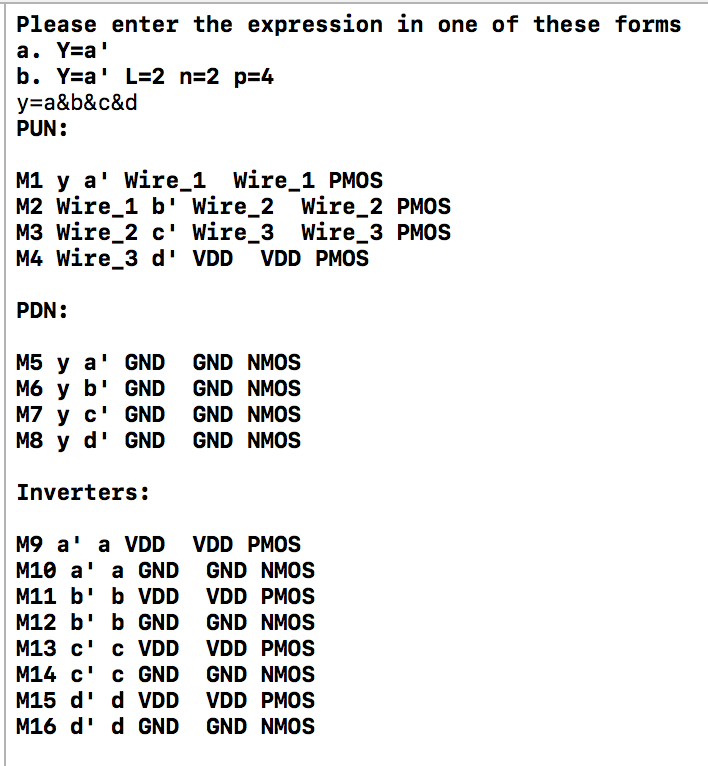 Please enter the expression in one of these forms
a. Y=a'
b. Y=a' L=2 n=2 p=4
y=a&b&c&d
PUN:
M1 y a' Wire_1  Wire_1 PMOS
M2 Wire_1 b' Wire_2  Wire_2 PMOS
M3 Wire_2 c' Wire_3  Wire_3 PMOS
M4 Wire_3 d' VDD  VDD PMOS
PDN:
M5 y a' GND  GND NMOS
M6 y b' GND  GND NMOS
M7 y c' GND  GND NMOS
M8 y d' GND  GND NMOS
Inverters:
M9 a' a VDD  VDD PMOS
M10 a' a GND  GND NMOS
M11 b' b VDD  VDD PMOS
M12 b' b GND  GND NMOS
M13 c' c VDD  VDD PMOS
M14 c' c GND  GND NMOS
M15 d' d VDD  VDD PMOS
M16 d' d GND  GND NMOS